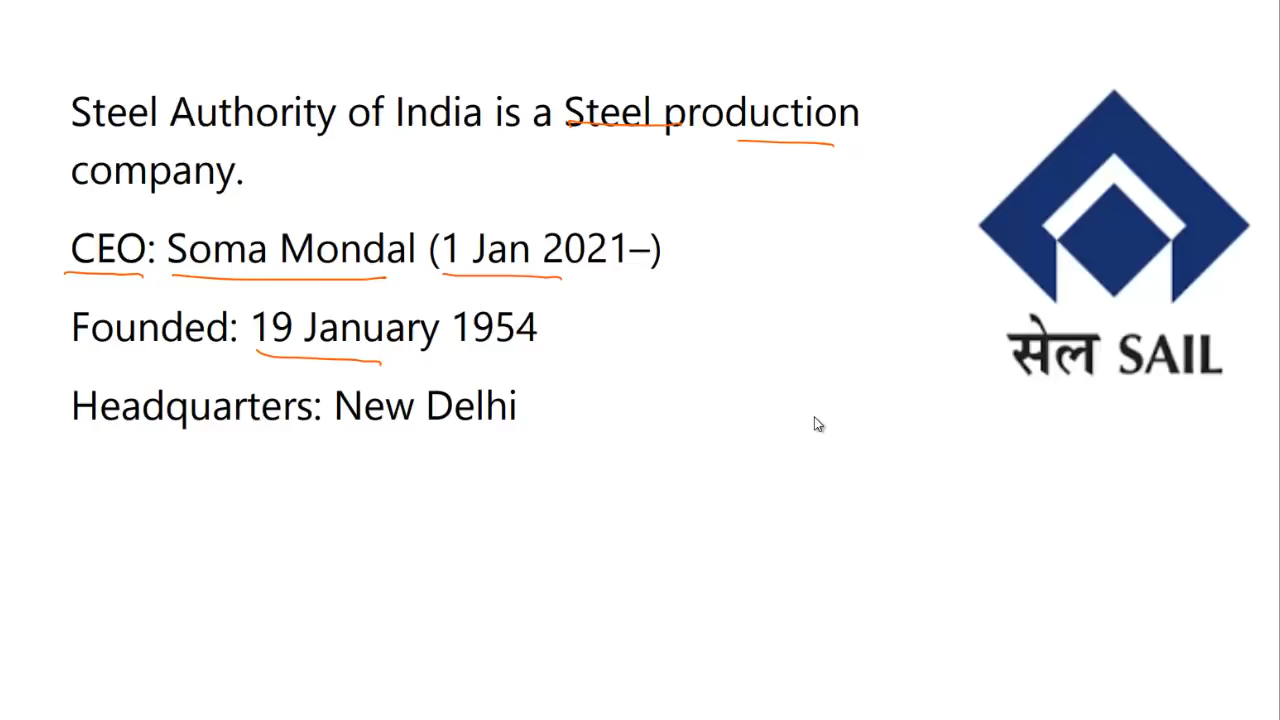 Steel Authority of India is a Steel production
company.
CEO: Soma Mondal (1 Jan 2021–)
Founded: 19 January 1954
Headquarters: New Delhi
सेल SAIL